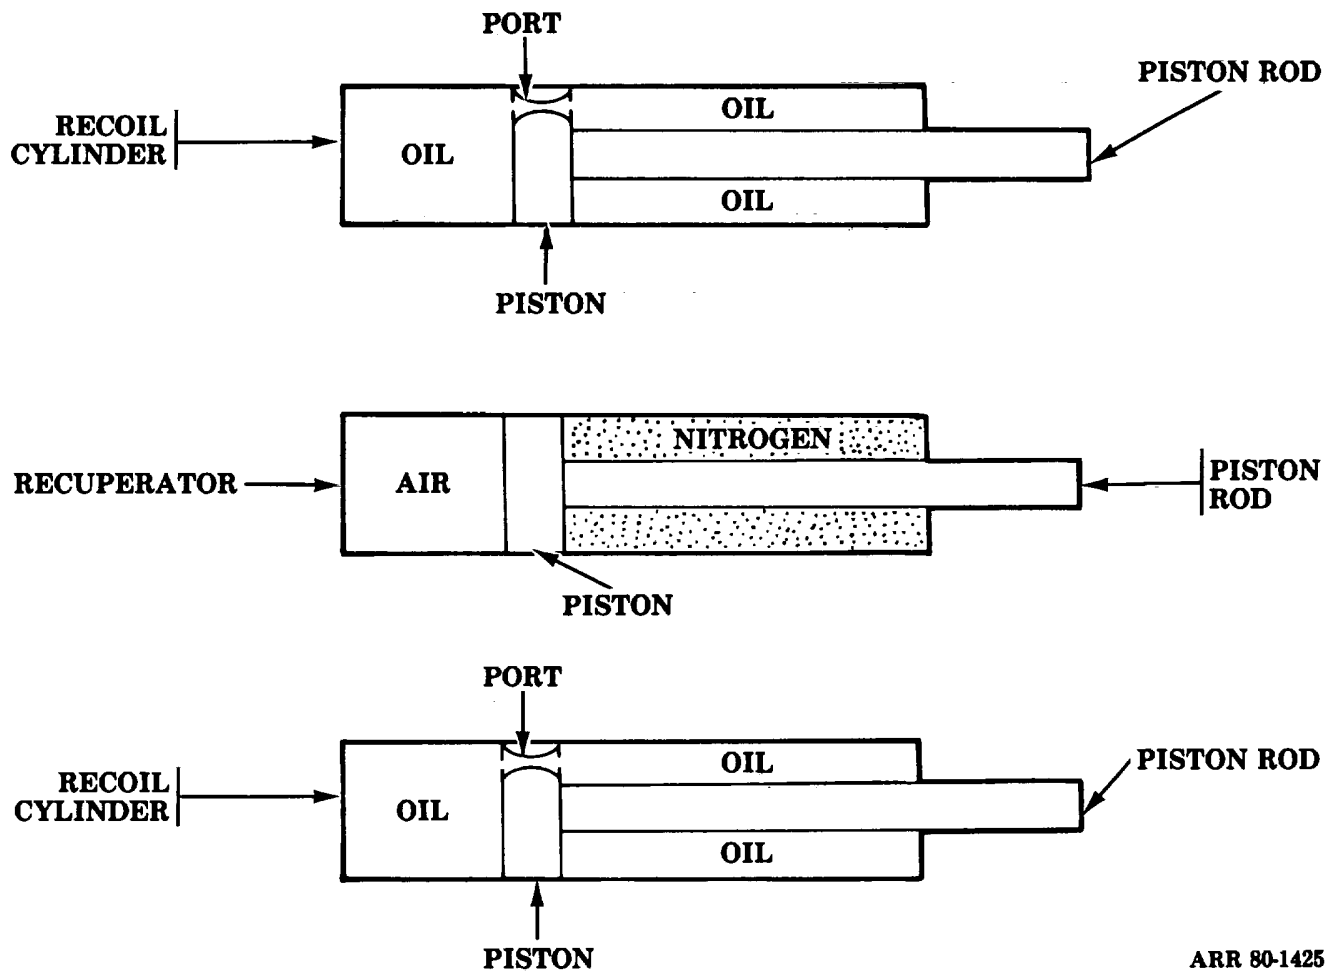 PORT
PISTON ROD
RECOIL
CYLINDER
OIL
OIL
OIL
PISTON
RECUPERATOR
AIR
NITROGEN
PISTON
ROD
PISTON
PORT
PISTON ROD
RECOIL
CYLINDER
OIL
OIL
OIL
PISTON
ARR 80-1425